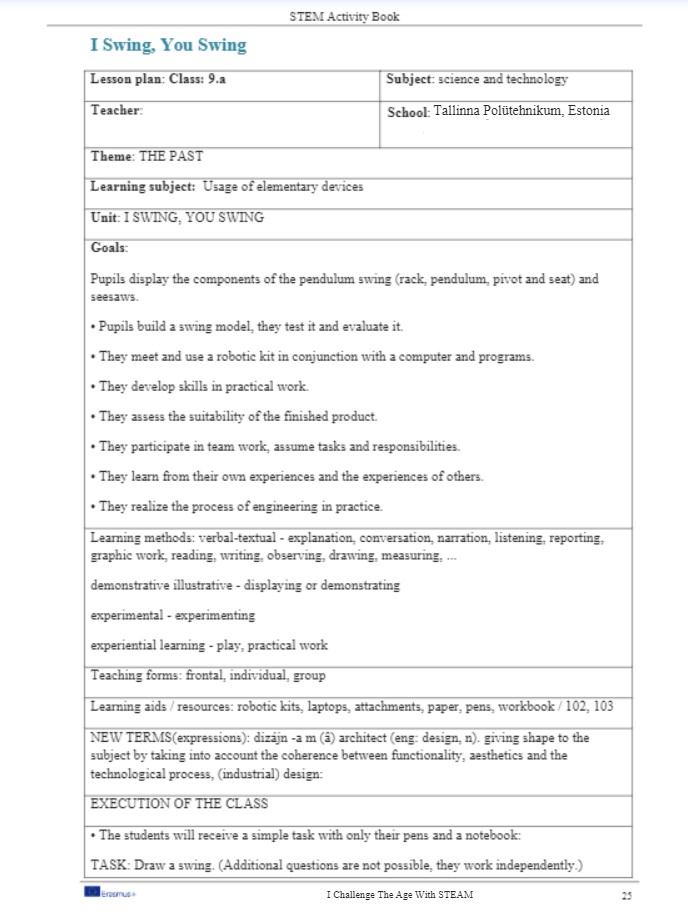 STEM Activity Book
I Swing, You Swing
Lesson plan: Class: 9.a
Subject: science and technology
Teacher:
School: Tallinna Polütehnikum, Estonia
Theme: THE PAST
Learning subject: Usage of elementary devices
Unit: I SWING, YOU SWING
Goals:
Pupils display the components of the pendulum swing (rack, pendulum, pivot and seat) and
seesaws.
• Pupils build a swing model, they test it and evaluate it.
• They meet and use a robotic kit in conjunction with a computer and programs.
• They develop skills in practical work.
• They assess the suitability of the finished product.
• They participate in team work, assume tasks and responsibilities.
• They learn from their own experiences and the experiences of others.
• They realize the process of engineering in practice.
Learning methods: verbal-textual - explanation, conversation, narration, listening, reporting,
graphic work, reading, writing, observing, drawing, measuring, ...
demonstrative illustrative - displaying or demonstrating
experimental - experimenting
experiential learning - play, practical work
Teaching forms: frontal, individual, group
Learning aids / resources: robotic kits, laptops, attachments, paper, pens, workbook / 102, 103
NEW TERMS(expressions): dizájn -a m (ȃ) architect (eng: design, n). giving shape to the
subject by taking into account the coherence between functionality, aesthetics and the
technological process, (industrial) design:
EXECUTION OF THE CLASS
• The students will receive a simple task with only their pens and a notebook:
TASK: Draw a swing. (Additional questions are not possible, they work independently.)
Erasmus+
I Challenge The Age With STEAM
25